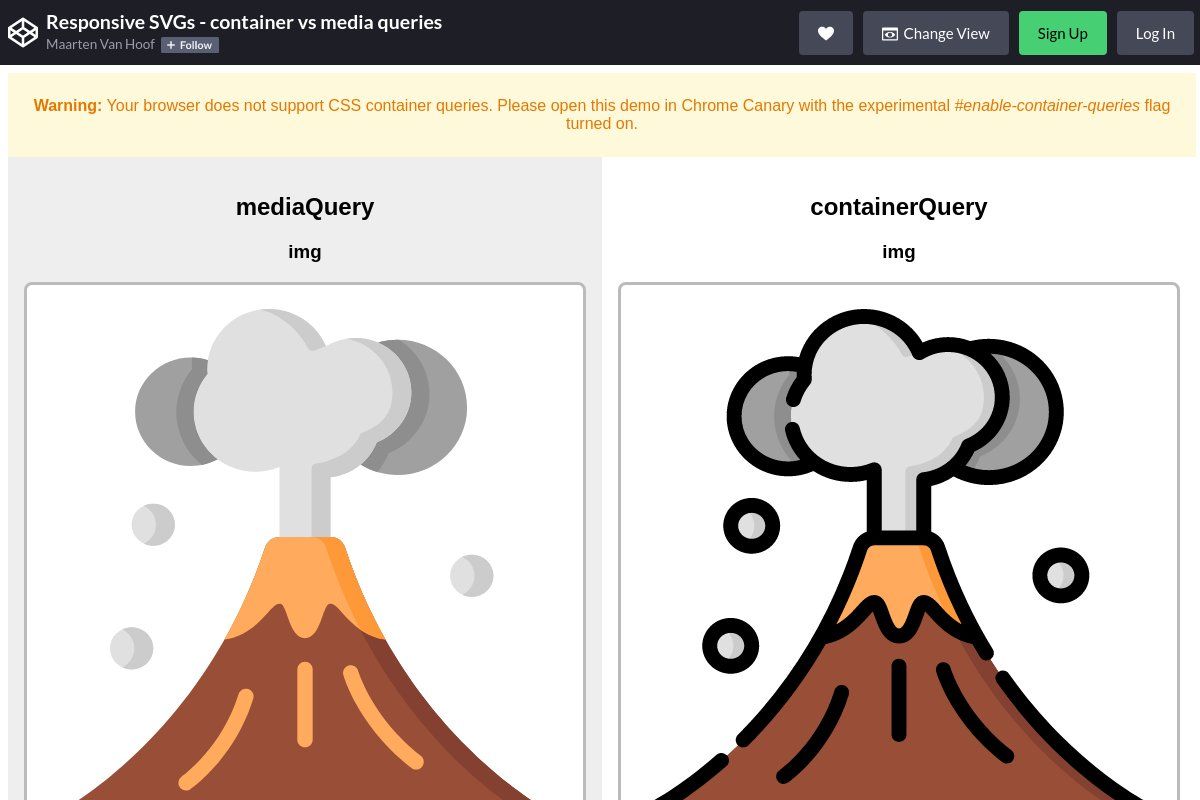 Responsive SVGs - container vs media queries
Maarten Van Hoof + Follow
Change View
Sign Up
Log In
Warning: Your browser does not support CSS container queries. Please open this demo in Chrome Canary with the experimental #enable-container-queries flag
turned on.
mediaQuery
img
containerQuery
img